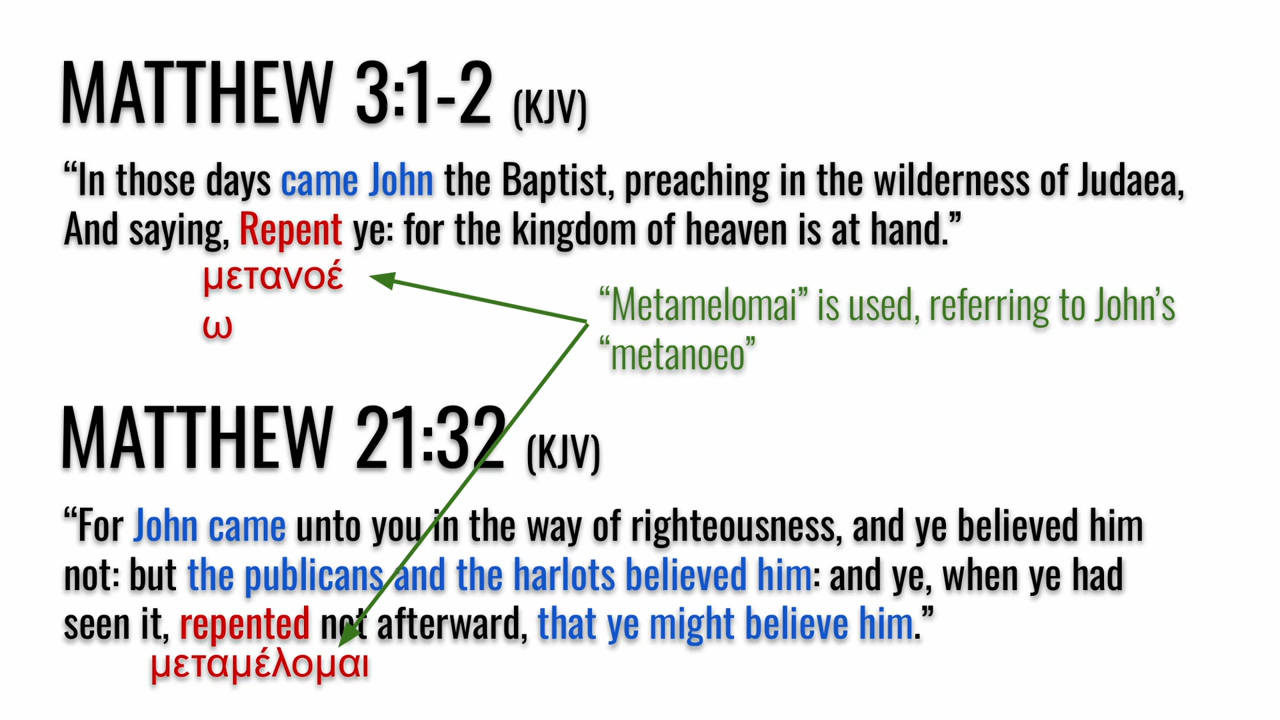 MATTHEW 3:1-2 (KJV)
“In those days came John the Baptist, preaching in the wilderness of Judaea,
And saying, Repent ye: for the kingdom of heaven is at hand.”
μετανοέ
ω
“Metamelomai” is used, referring to John’s
“metanoeo”
MATTHEW 21:32 (KJV)
“For John came unto you in the way of righteousness, and ye believed him
not: but the publicans and the harlots believed him: and ye, when ye had
seen it, repented not afterward, that ye might believe him.”
μεταμέλομαι